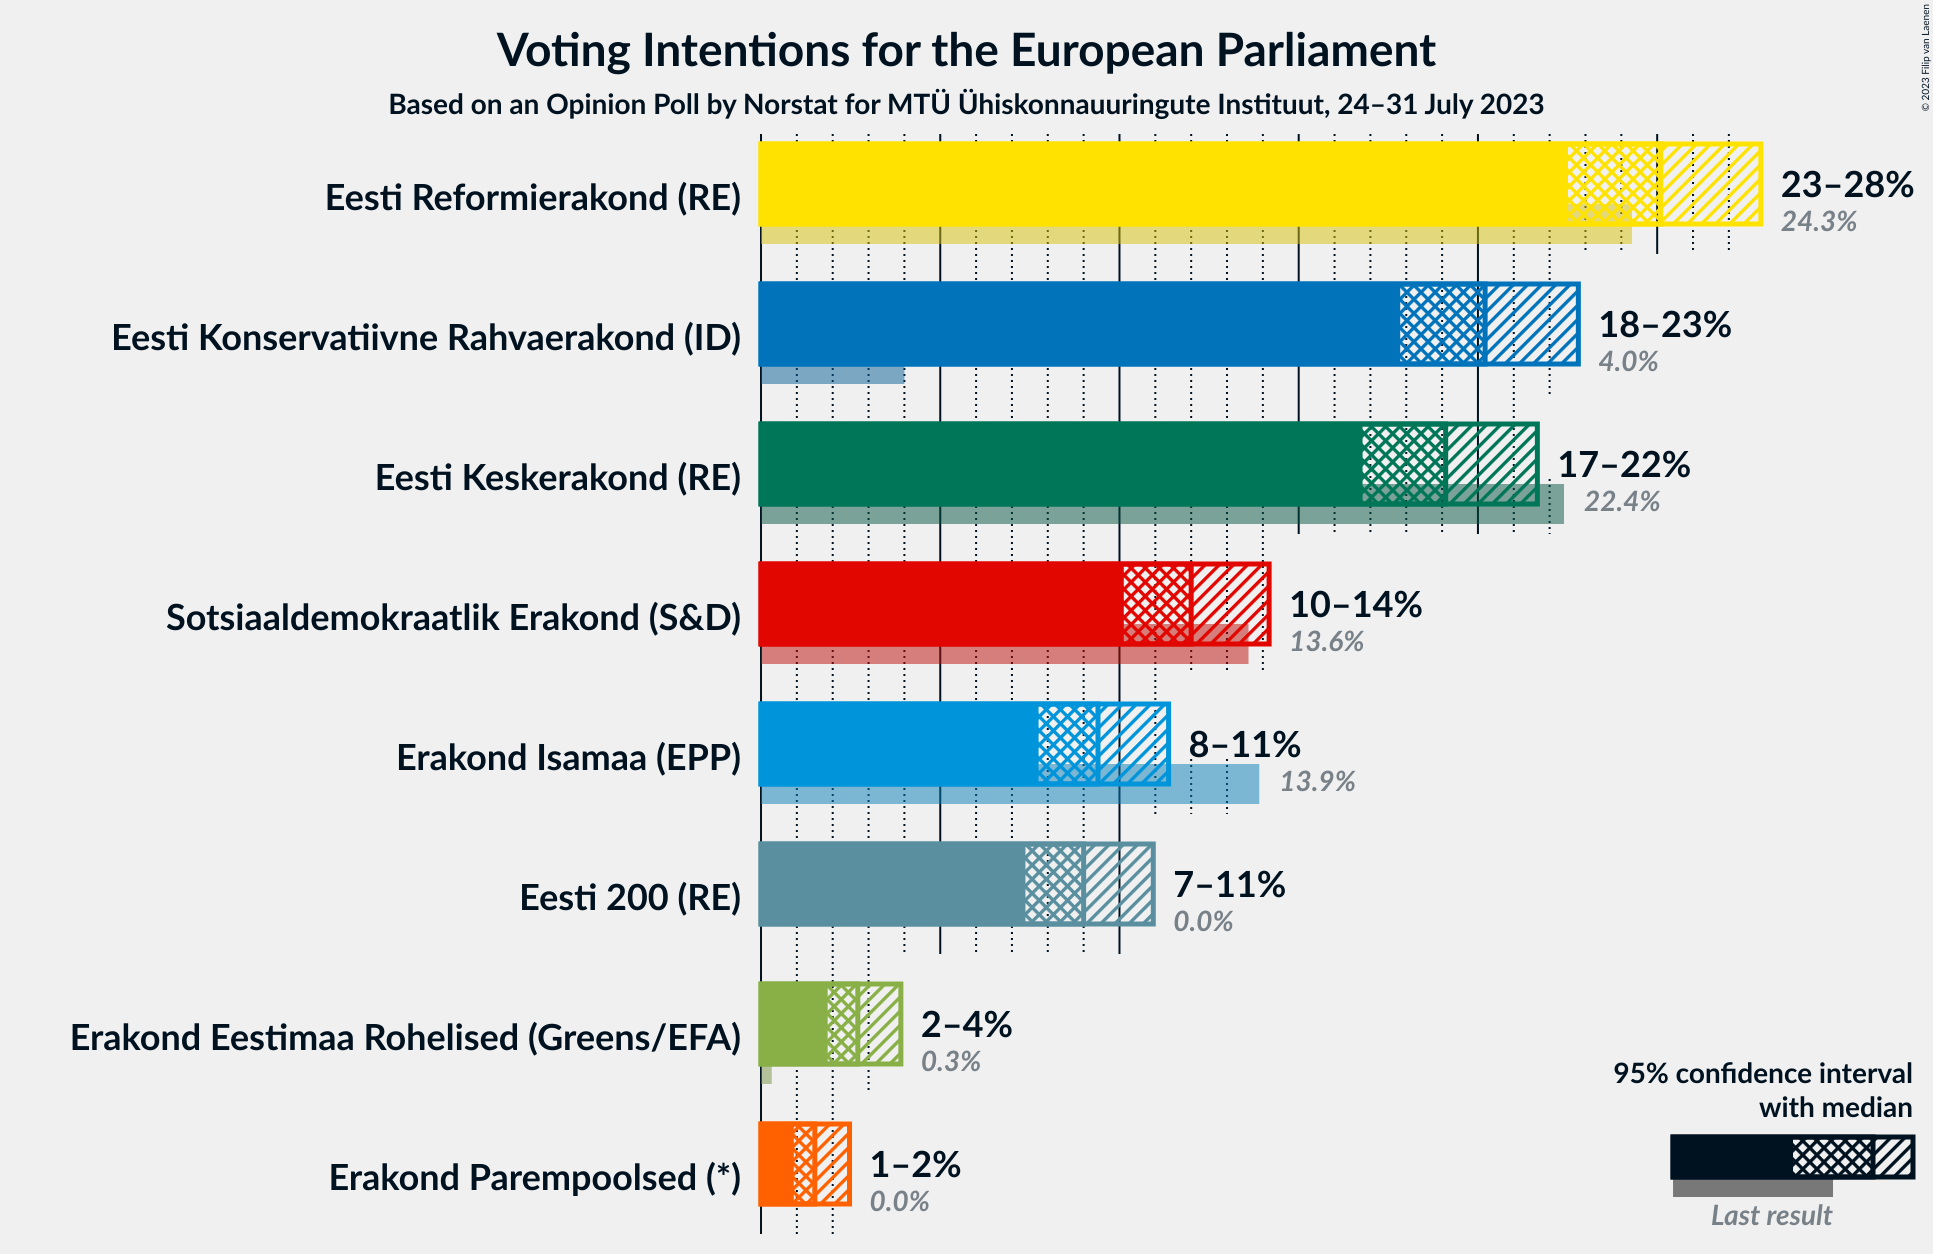 Voting Intentions for the European Parliament
Based on an Opinion Poll by Norstat for MTÜ Ühiskonnauuringute Instituut, 24–31 July 2023
© 2023 Filip van Laenen
Eesti Reformierakond (RE)
23–28%
24.3%
Eesti Konservatiivne Rahvaerakond (ID)
18–23%
4.0%
Eesti Keskerakond (RE)
17–22%
22.4%
Sotsiaaldemokraatlik Erakond (S&D)
10–14%
13.6%
Erakond Isamaa (EPP)
8–11%
13.9%
Eesti 200 (RE)
7–11%
0.0%
Erakond Eestimaa Rohelised (Greens/EFA)
2–4%
0.3%
Erakond Parempoolsed (*)
1–2%
0.0%
95% confidence interval
with median
Last result